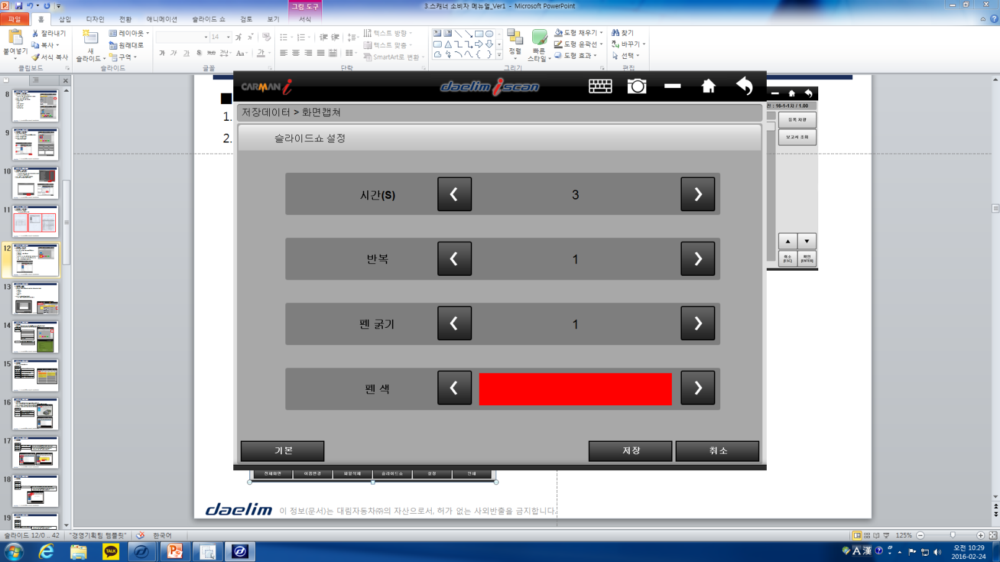 3.스캐너 소비자 메뉴얼_Ver1 - Microsoft PowerPoint
그림 도구
파일 홈 삽입 디자인 전환 애니메이션 슬라이드 쇼 검토 보기 서식
붙여넣기
잘라내기
복사
서식 복사
클립보드
새 슬라이드
레이아웃
원래대로
구역
슬라이드
14
글꼴
텍스트 방향
텍스트 맞춤
SmartArt로 변환
단락
정렬
빠른 스타일
도형 채우기
도형 윤곽선
도형 효과
그리기
찾기
바꾸기
선택
편집
8
9
10
11
12
13
14
15
16
17
18
19
1.
2.
CARMAN i
daelim iscan
저장데이터 > 화면캡쳐
슬라이드쇼 설정
시간(S) 3
반복 1
펜 굵기 1
펜 색
기본 저장 취소
전 : 16-1-1차 / 1.00
등록 차량
보고서 조회
취소 [ESC]
확인 [ENTER]
전체화면 이름변경 파일삭제 슬라이드쇼 설정 인쇄
daelim 이 정보(문서)는 대림자동차㈜의 자산으로서, 허가 없는 사외반출을 금지합니다.
슬라이드 12/0 .. 42 "경영기획팀 템플릿" 한국어 125%
TALK
A 漢
오전 10:29
2016-02-24